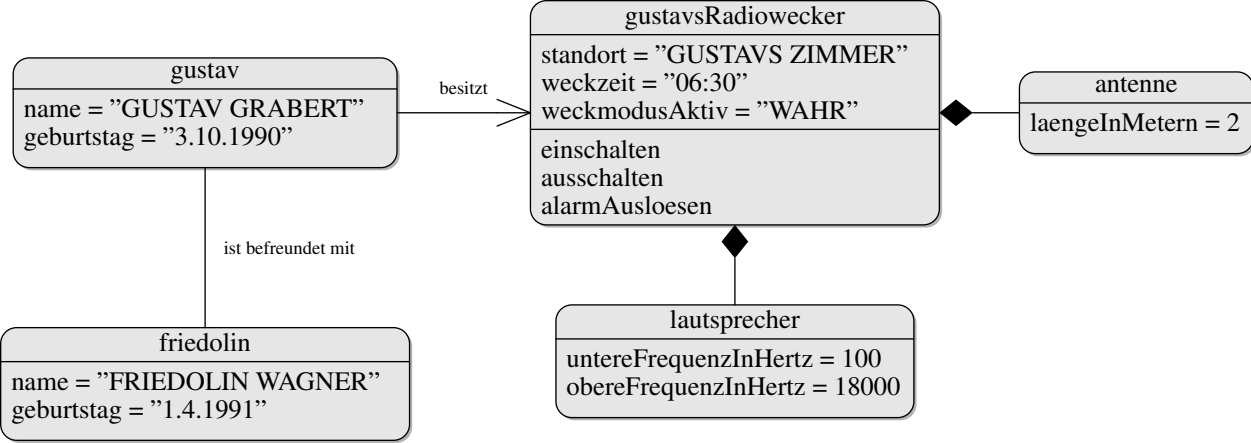 gustav
name = ”GUSTAV GRABERT”
geburtstag = ”3.10.1990”
besitzt
gustavsRadiowecker
standort = ”GUSTAVS ZIMMER”
weckzeit = ”06:30”
weckmodusAktiv = ”WAHR”
einschalten
ausschalten
alarmAusloesen
antenne
laengeInMetern = 2
ist befreundet mit
friedolin
name = ”FRIEDOLIN WAGNER”
geburtstag = ”1.4.1991”
lautsprecher
untereFrequenzInHertz = 100
obereFrequenzInHertz = 18000